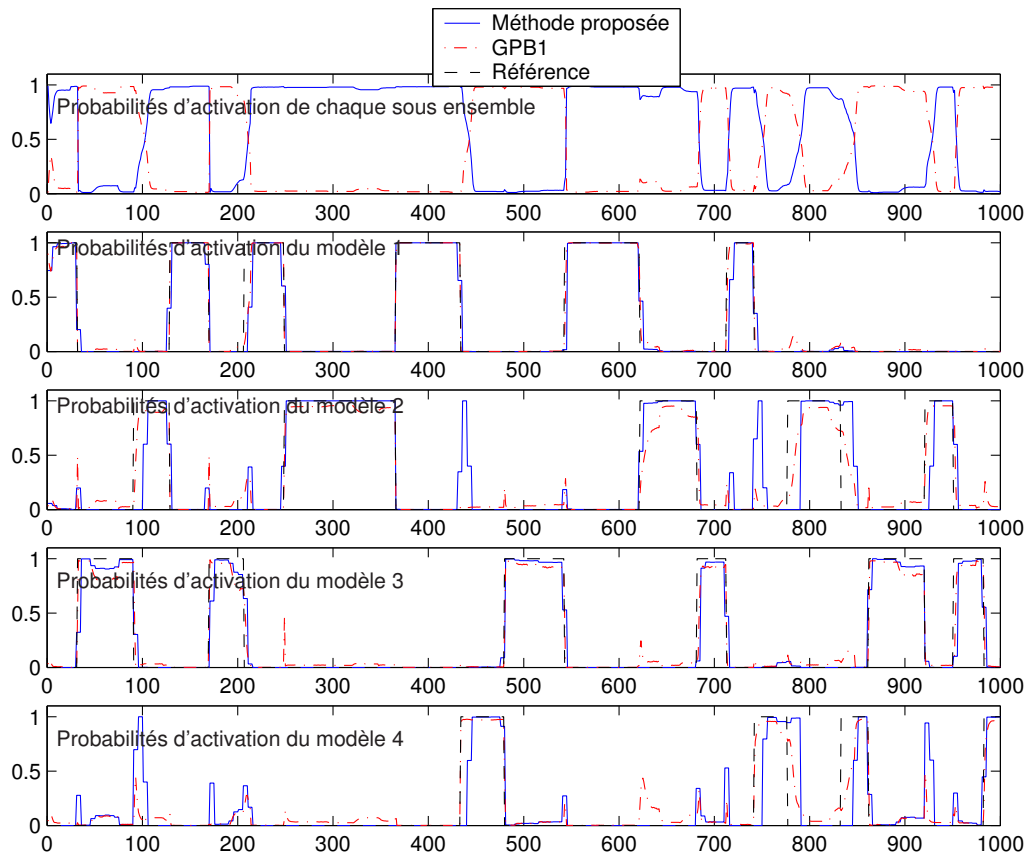 Méthode proposée
GPB1
Référence
1
Probabilités d'activation de chaque sous ensemble
0.5
0
0 100 200 300 400 500 600 700 800 900 1000
1
Probabilités d'activation du modèle 1
0.5
0
0 100 200 300 400 500 600 700 800 900 1000
1
Probabilités d'activation du modèle 2
0.5
0
0 100 200 300 400 500 600 700 800 900 1000
1
Probabilités d'activation du modèle 3
0.5
0
0 100 200 300 400 500 600 700 800 900 1000
1
Probabilités d'activation du modèle 4
0.5
0
0 100 200 300 400 500 600 700 800 900 1000